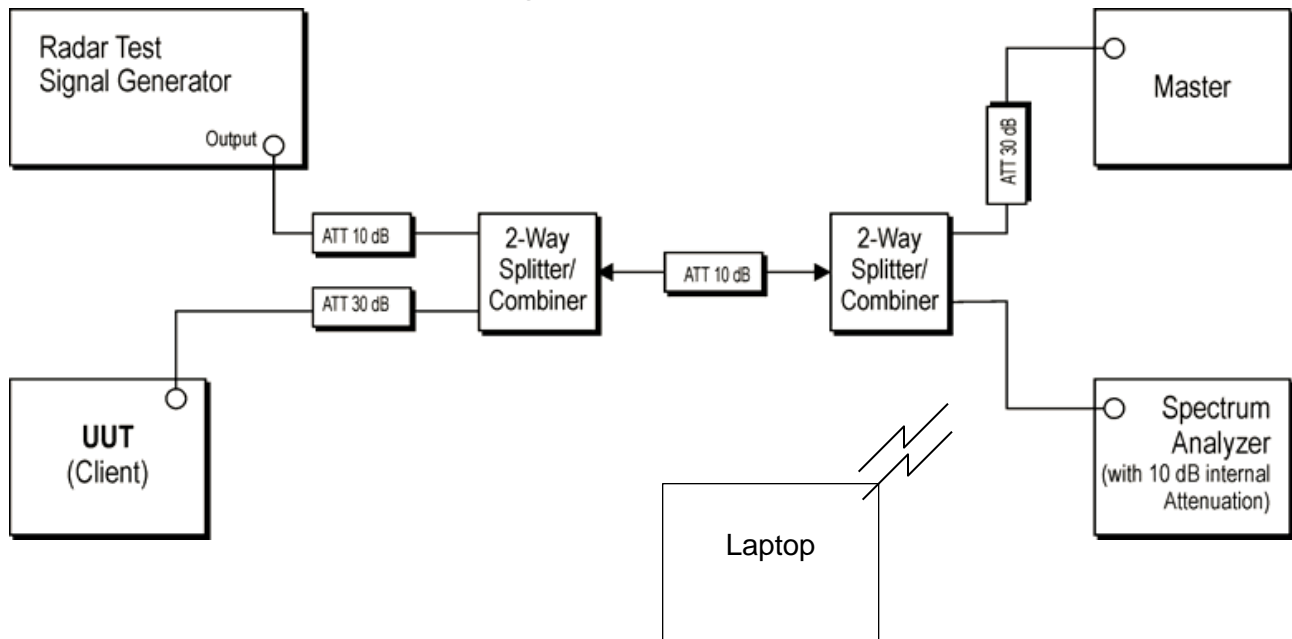 Radar Test
Signal Generator
Output
ATT 10 dB
ATT 30 dB
UUT
(Client)
2-Way
Splitter/
Combiner
ATT 10 dB
2-Way
Splitter/
Combiner
ATT 30 dB
Master
Spectrum
Analyzer
(with 10 dB internal
Attenuation)
Laptop